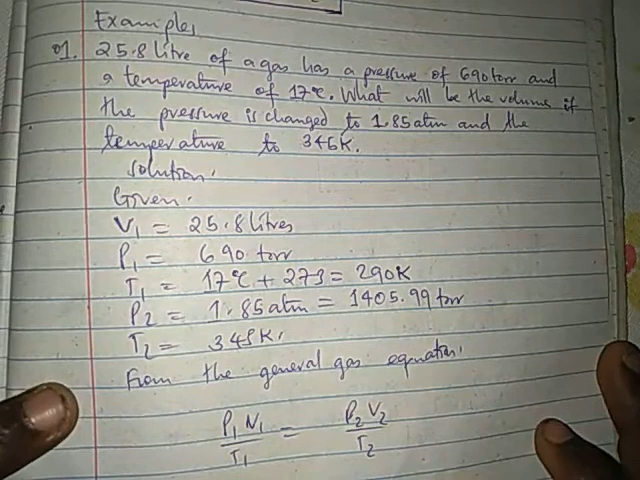 Examples
01. 25.8 litre of a gas has a pressure of 690 torr and
a temperature of 17°C. What will be the volume if
the pressure is changed to 1.85 atm and the
temperature to 345K.
Solution.
Given.
V₁ = 25.8 litres
P₁ = 690 torr
T₁ = 17°C + 273 = 290K
P₂ = 1.85 atm = 1405.99 torr
T₂ = 345K.
From the general gas equation.
P₁V₁/T₁ = P₂V₂/T₂